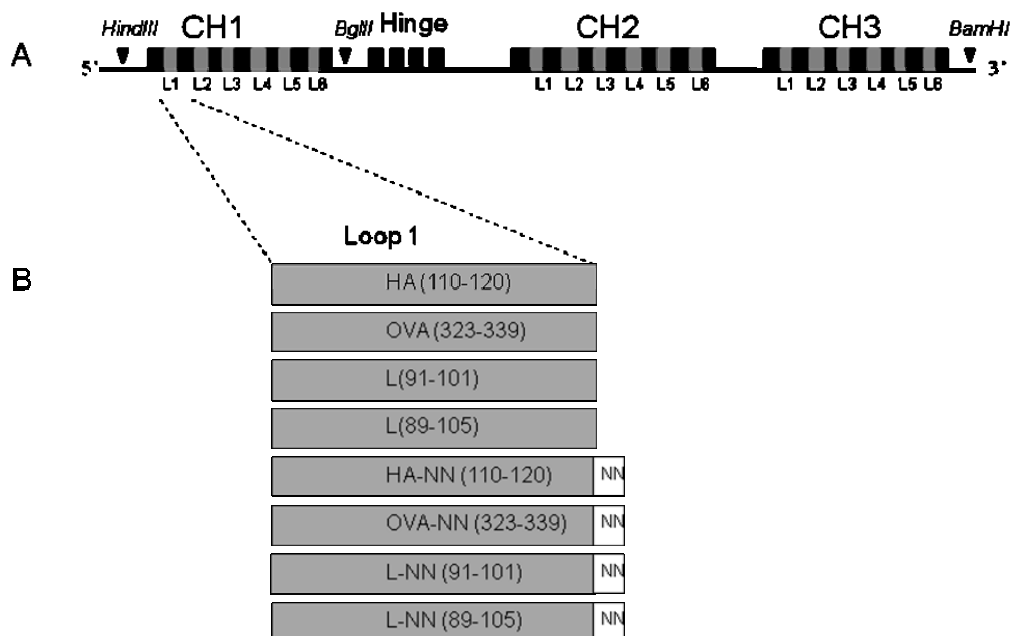 HindIII CH1 BglII Hinge CH2 CH3 BamHI
A
5' 3'
L1 L2 L3 L4 L5 L6 L1 L2 L3 L4 L5 L6 L1 L2 L3 L4 L5 L6
Loop 1
B
HA (110-120)
OVA (323-339)
L(91-101)
L(89-105)
HA-NN (110-120) NN
OVA-NN (323-339) NN
L-NN (91-101) NN
L-NN (89-105) NN